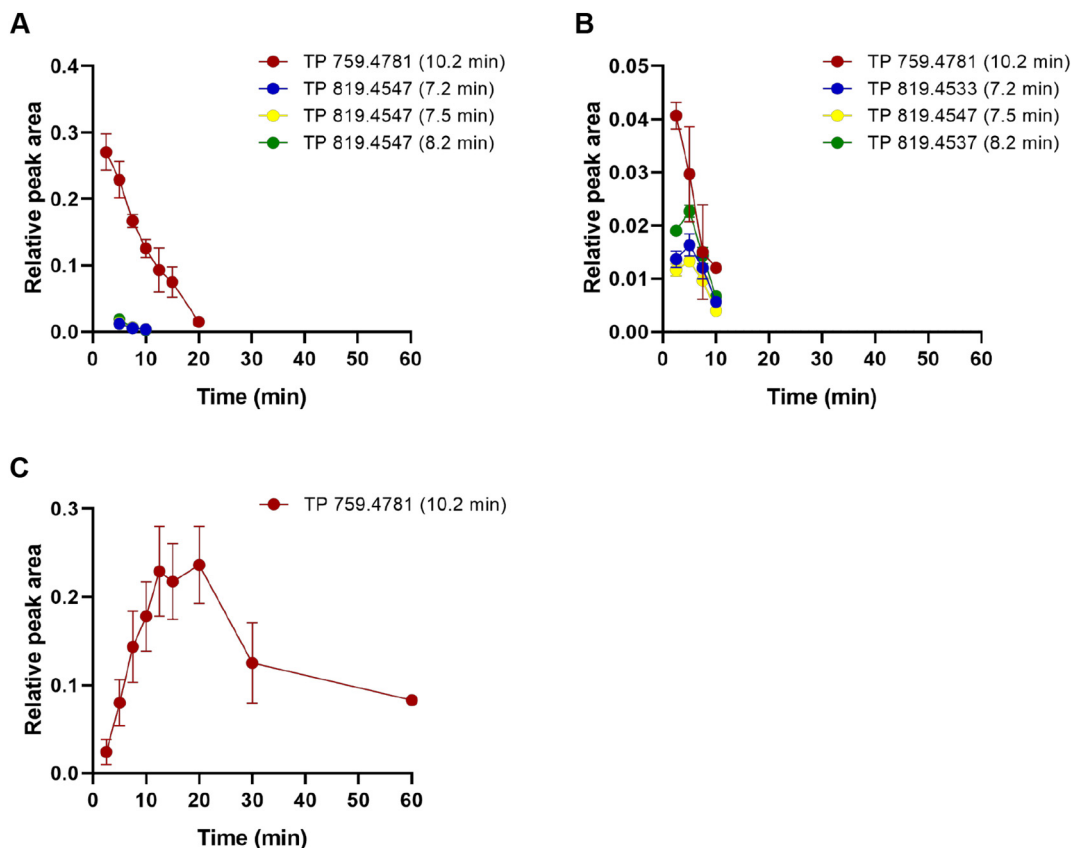 A
TP 759.4781 (10.2 min)
TP 819.4547 (7.2 min)
TP 819.4547 (7.5 min)
TP 819.4547 (8.2 min)
Relative peak area
0.4
0.3
0.2
0.1
0.0
0 10 20 30 40 50 60
Time (min)
B
TP 759.4781 (10.2 min)
TP 819.4533 (7.2 min)
TP 819.4547 (7.5 min)
TP 819.4537 (8.2 min)
Relative peak area
0.05
0.04
0.03
0.02
0.01
0.00
0 10 20 30 40 50 60
Time (min)
C
TP 759.4781 (10.2 min)
Relative peak area
0.3
0.2
0.1
0.0
0 10 20 30 40 50 60
Time (min)